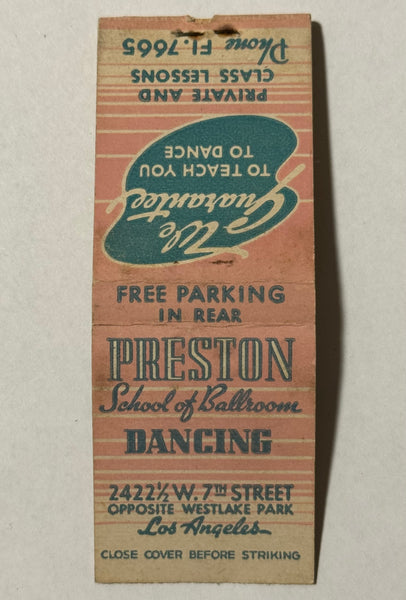 Phone FI.7665
CLASS LESSONS
PRIVATE AND
TO DANCE
TO TEACH YOU
Guarantee
We
FREE PARKING
IN REAR
PRESTON
School of Ballroom
DANCING
2422½ W. 7TH STREET
OPPOSITE WESTLAKE PARK
Los Angeles
CLOSE COVER BEFORE STRIKING